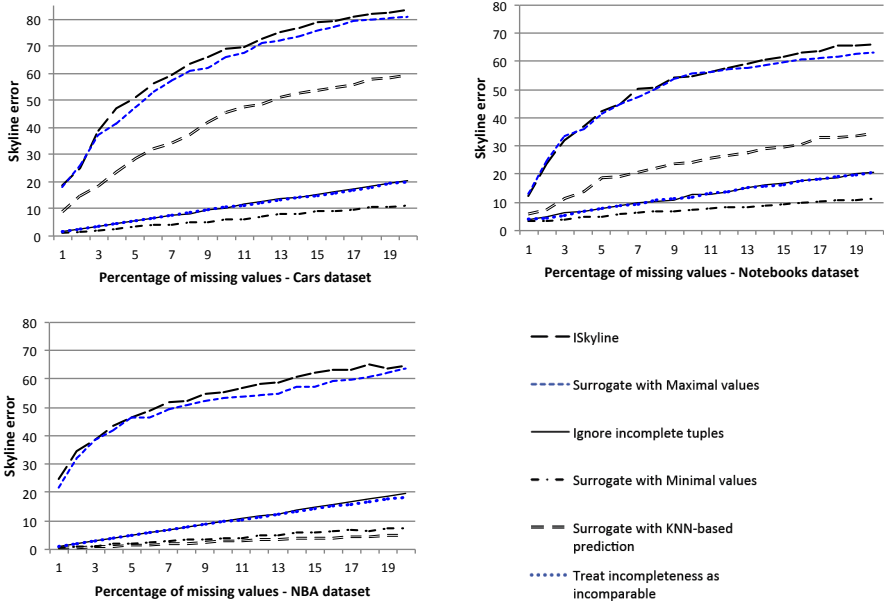 80
70
60
50
40
30
20
10
0
Skyline error
1 3 5 7 9 11 13 15 17 19
Percentage of missing values - Cars dataset
80
70
60
50
40
30
20
10
0
Skyline error
1 3 5 7 9 11 13 15 17 19
Percentage of missing values - Notebooks dataset
80
70
60
50
40
30
20
10
0
Skyline error
1 3 5 7 9 11 13 15 17 19
Percentage of missing values - NBA dataset
ISkyline
Surrogate with Maximal values
Ignore incomplete tuples
Surrogate with Minimal values
Surrogate with KNN-based
prediction
Treat incompleteness as
incomparable